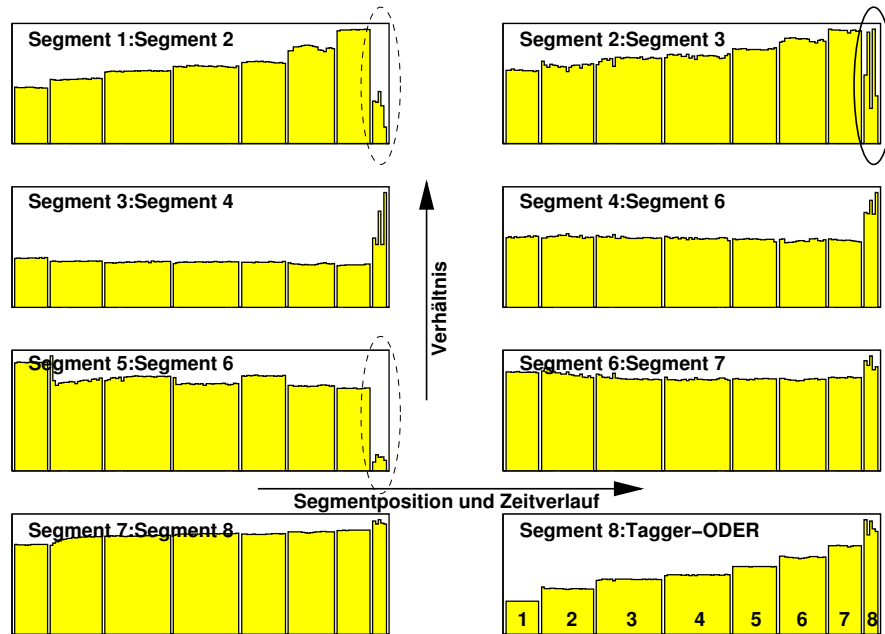 Segment 1:Segment 2
Segment 2:Segment 3
Segment 3:Segment 4
Segment 4:Segment 6
Verhältnis
Segment 5:Segment 6
Segment 6:Segment 7
Segmentposition und Zeitverlauf
Segment 7:Segment 8
Segment 8:Tagger−ODER
1 2 3 4 5 6 7 8